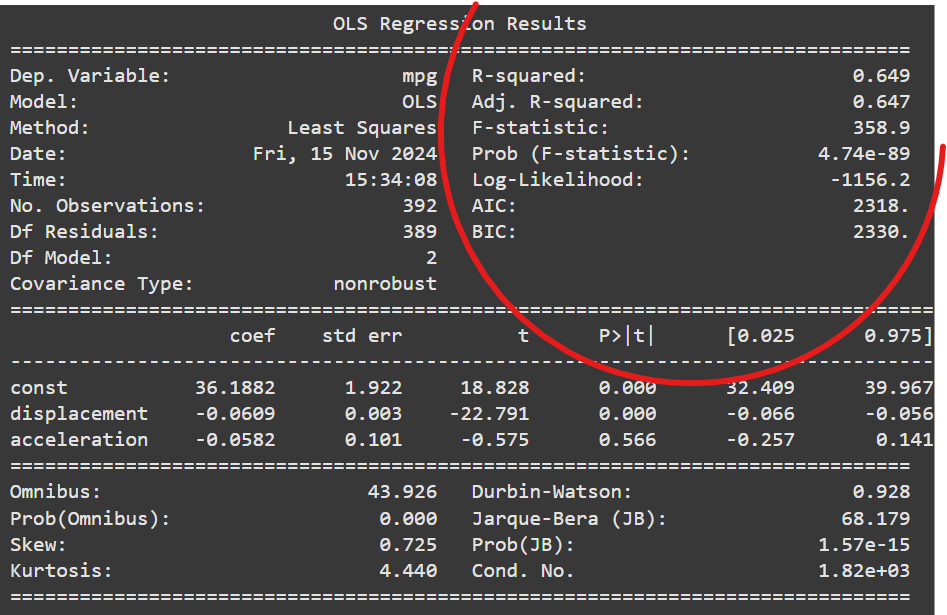 OLS Regression Results
==============================================================================
Dep. Variable: mpg R-squared: 0.649
Model: OLS Adj. R-squared: 0.647
Method: Least Squares F-statistic: 358.9
Date: Fri, 15 Nov 2024 Prob (F-statistic): 4.74e-89
Time: 15:34:08 Log-Likelihood: -1156.2
No. Observations: 392 AIC: 2318.
Df Residuals: 389 BIC: 2330.
Df Model: 2
Covariance Type: nonrobust
================================================================================
coef std err t P>|t| [0.025 0.975]
--------------------------------------------------------------------------------
const 36.1882 1.922 18.828 0.000 32.409 39.967
displacement -0.0609 0.003 -22.791 0.000 -0.066 -0.056
acceleration -0.0582 0.101 -0.575 0.566 -0.257 0.141
==============================================================================
Omnibus: 43.926 Durbin-Watson: 0.928
Prob(Omnibus): 0.000 Jarque-Bera (JB): 68.179
Skew: 0.725 Prob(JB): 1.57e-15
Kurtosis: 4.440 Cond. No. 1.82e+03
==============================================================================